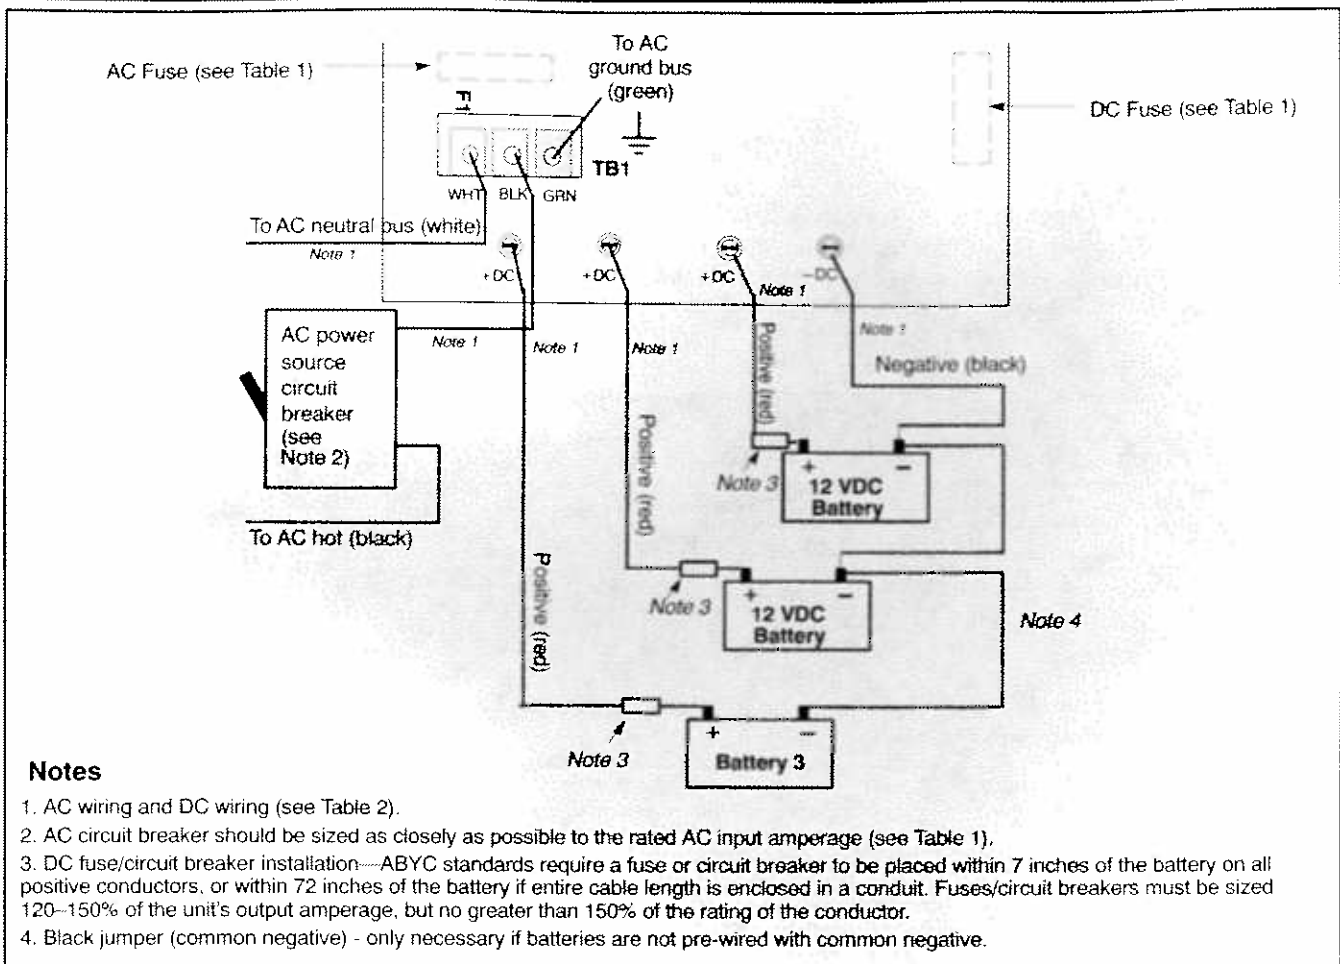 To AC
ground bus
(green)
AC Fuse (see Table 1)
DC Fuse (see Table 1)
F1
TB1
WHT BLK GRN
To AC neutral bus (white)
Note 1
+DC
+DC
+DC
−DC
Note 1
AC power
source
circuit
breaker
(see
Note 2)
Note 1
Note 1
Note 1
Note 1
Positive (red)
Negative (black)
Positive (red)
Note 3
+ −
12 VDC
Battery
To AC hot (black)
Positive (red)
Note 3
+ −
12 VDC
Battery
Note 4
Note 3
+ −
Battery 3
Notes
1. AC wiring and DC wiring (see Table 2).
2. AC circuit breaker should be sized as closely as possible to the rated AC input amperage (see Table 1).
3. DC fuse/circuit breaker installation—ABYC standards require a fuse or circuit breaker to be placed within 7 inches of the battery on all
positive conductors, or within 72 inches of the battery if entire cable length is enclosed in a conduit. Fuses/circuit breakers must be sized
120–150% of the unit's output amperage, but no greater than 150% of the rating of the conductor.
4. Black jumper (common negative) - only necessary if batteries are not pre-wired with common negative.